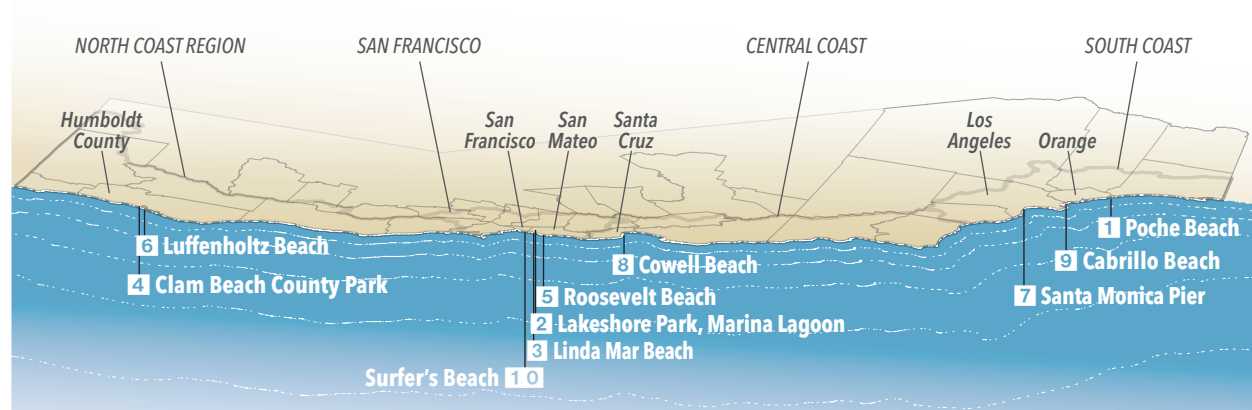 NORTH COAST REGION
SAN FRANCISCO
CENTRAL COAST
SOUTH COAST
Humboldt
County
San
Francisco
San
Mateo
Santa
Cruz
Los
Angeles
Orange
1 Poche Beach
6 Luffenholtz Beach
8 Cowell Beach
9 Cabrillo Beach
4 Clam Beach County Park
5 Roosevelt Beach
7 Santa Monica Pier
2 Lakeshore Park, Marina Lagoon
3 Linda Mar Beach
Surfer's Beach 10